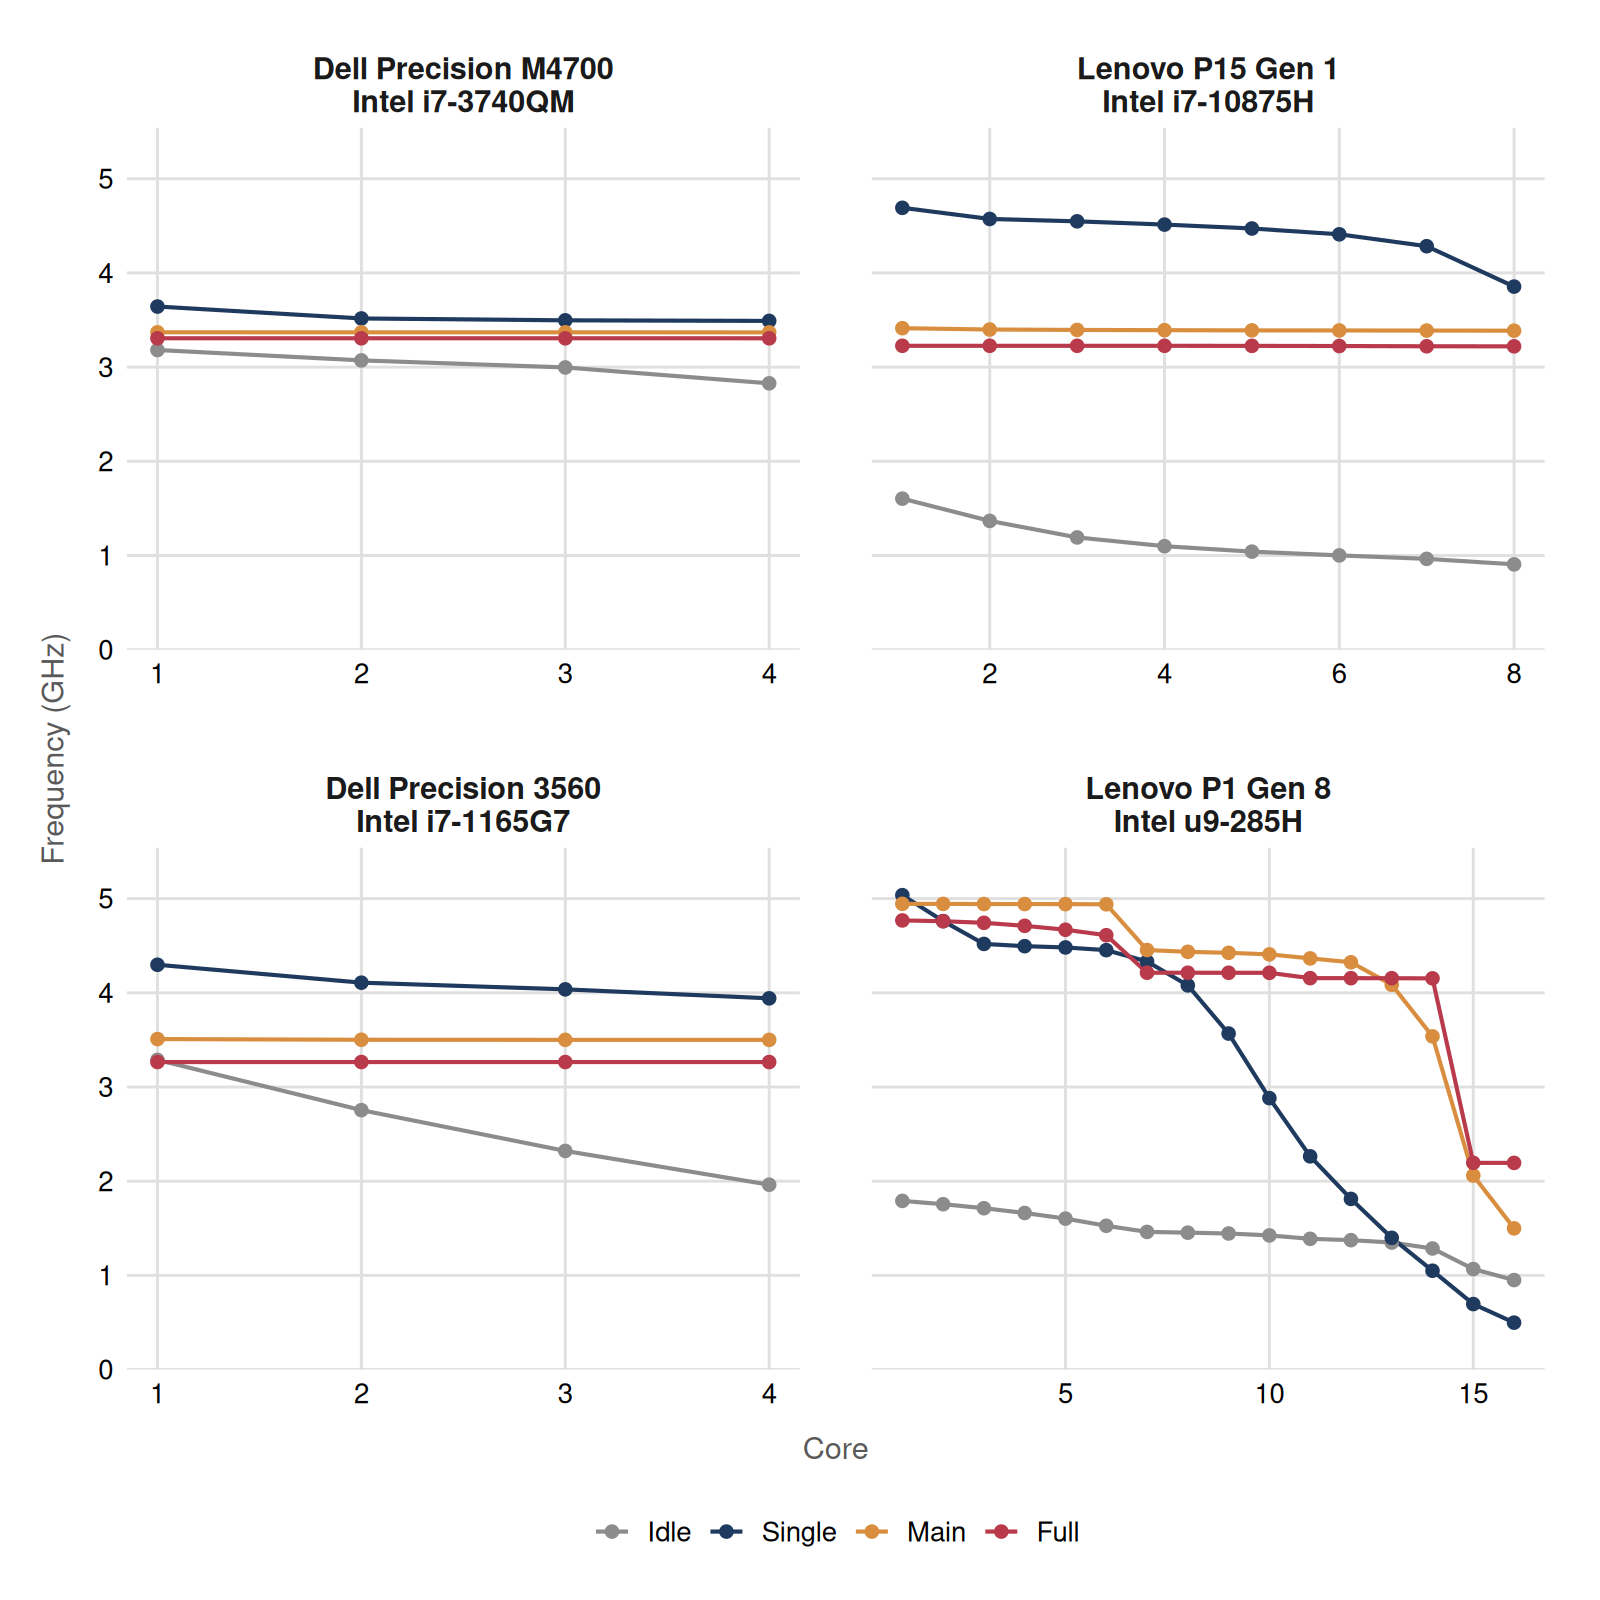 Dell Precision M4700
Intel i7-3740QM
Lenovo P15 Gen 1
Intel i7-10875H
5
4
3
2
1
0
1 2 3 4
2 4 6 8
Frequency (GHz)
Dell Precision 3560
Intel i7-1165G7
Lenovo P1 Gen 8
Intel u9-285H
5
4
3
2
1
0
1 2 3 4
5 10 15
Core
Idle Single Main Full